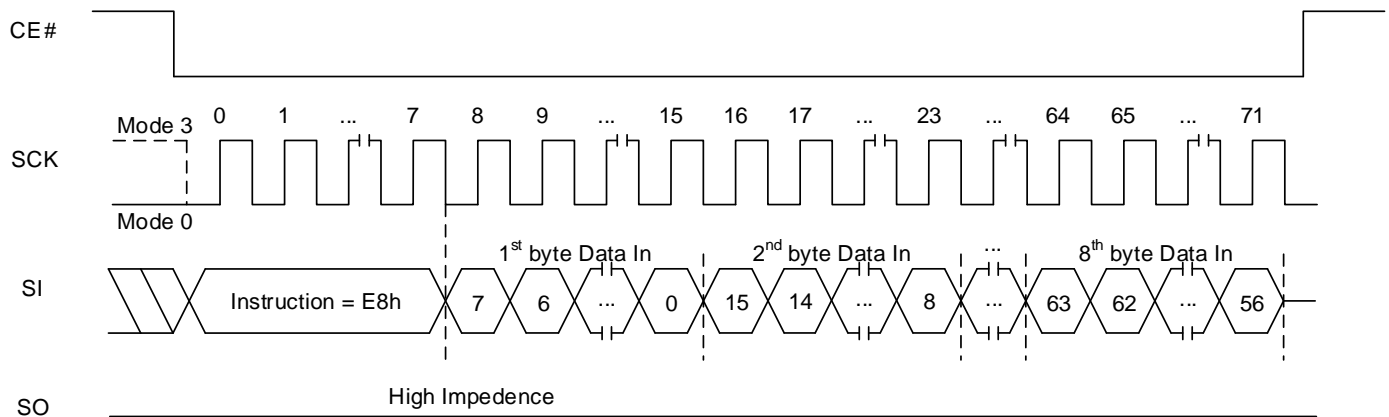 CE#
0 1 ... 7 8 9 ... 15 16 17 ... 23 ... 64 65 ... 71
Mode 3
SCK
Mode 0
1st byte Data In 2nd byte Data In ... 8th byte Data In
SI
Instruction = E8h 7 6 ... 0 15 14 ... 8 ... 63 62 ... 56
High Impedence
SO